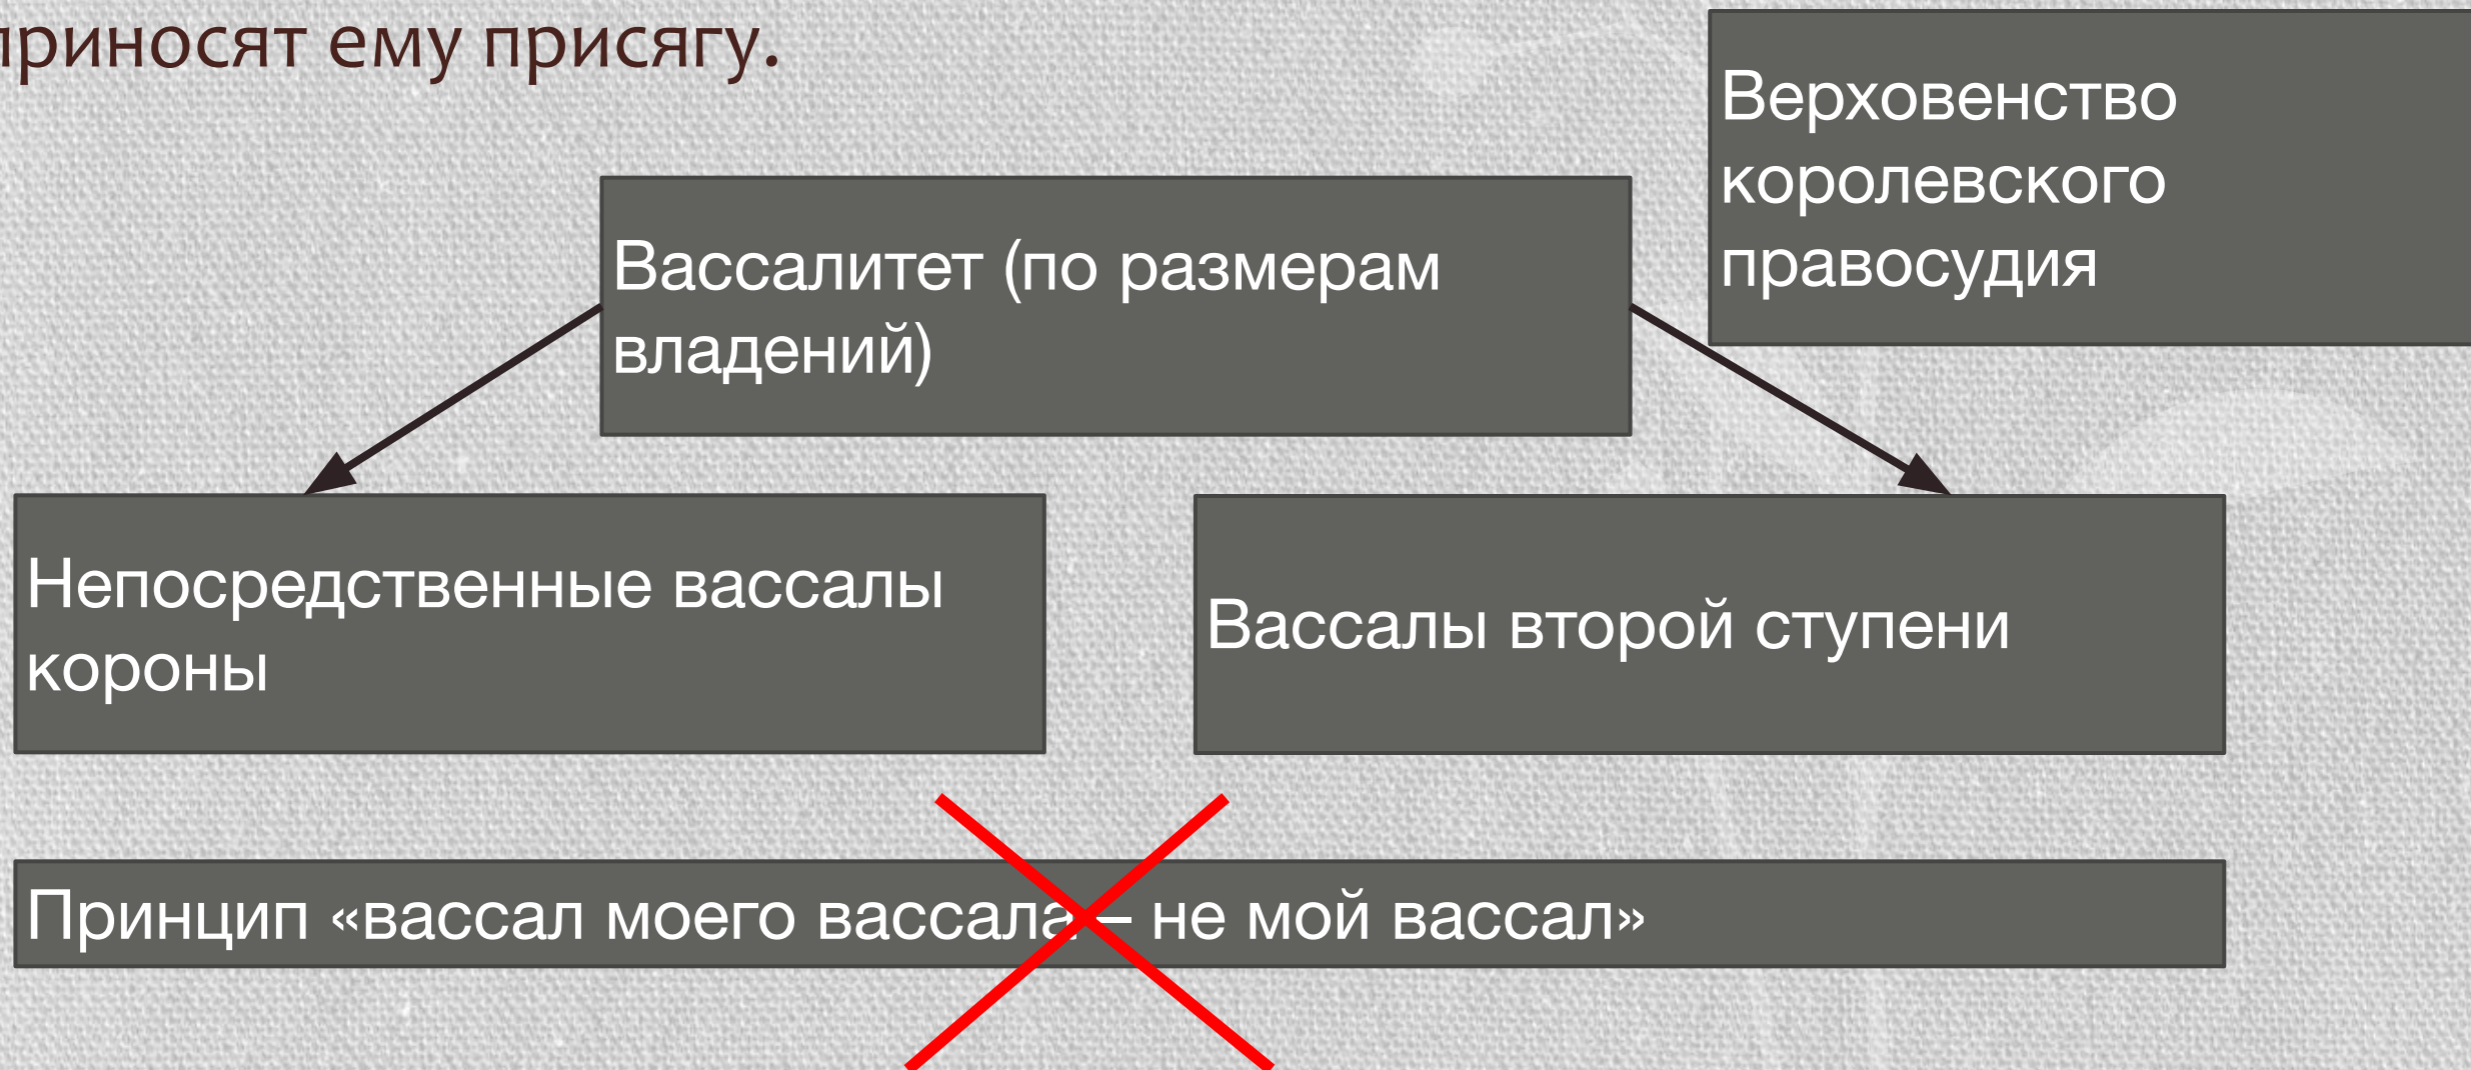 приносят ему присягу.
Верховенство
королевского
правосудия
Вассалитет (по размерам
владений)
Непосредственные вассалы
короны
Вассалы второй ступени
Принцип «вассал моего вассала – не мой вассал»